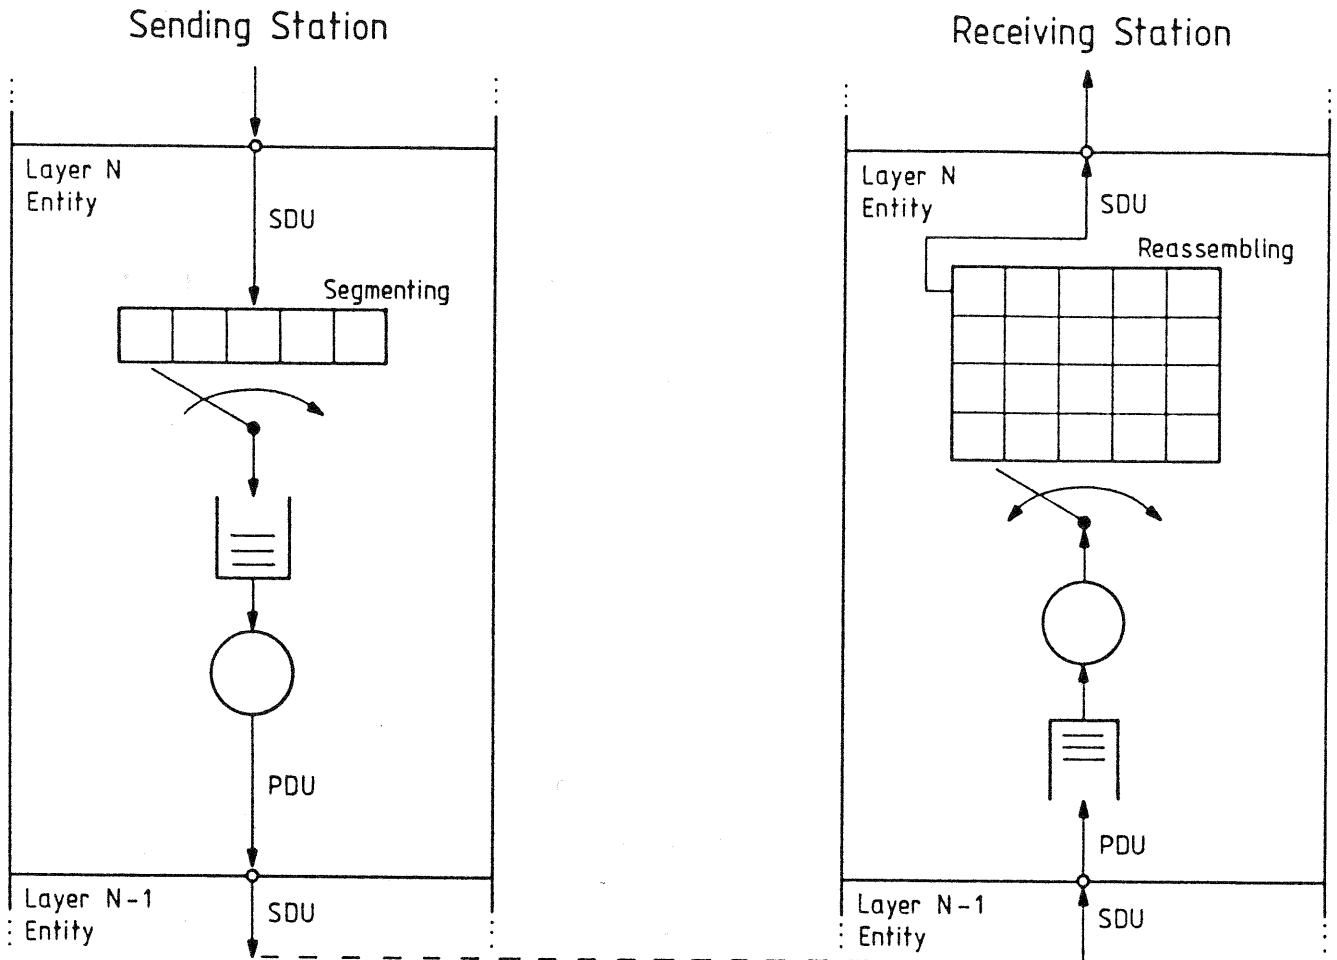 Sending Station
Layer N
Entity
SDU
Segmenting
PDU
Layer N-1
Entity
SDU
Receiving Station
Layer N
Entity
SDU
Reassembling
PDU
Layer N-1
Entity
SDU